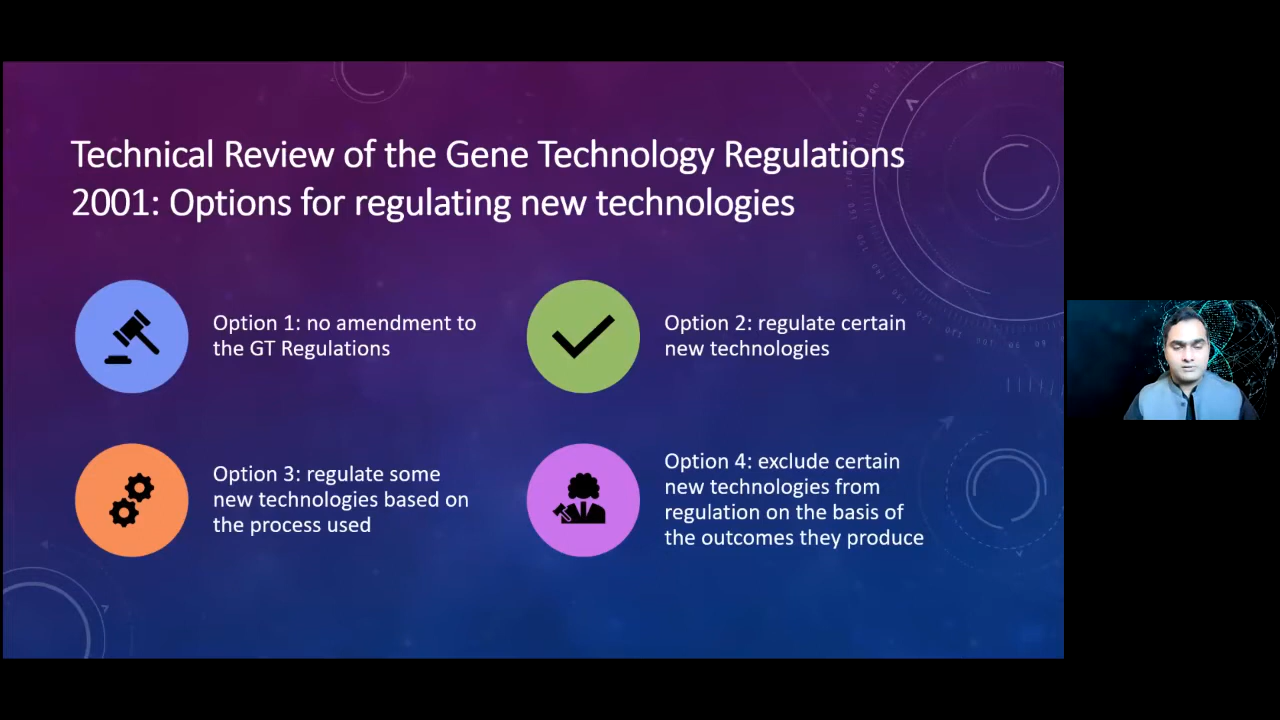 Technical Review of the Gene Technology Regulations
2001: Options for regulating new technologies
Option 1: no amendment to
the GT Regulations
Option 2: regulate certain
new technologies
Option 3: regulate some
new technologies based on
the process used
Option 4: exclude certain
new technologies from
regulation on the basis of
the outcomes they produce